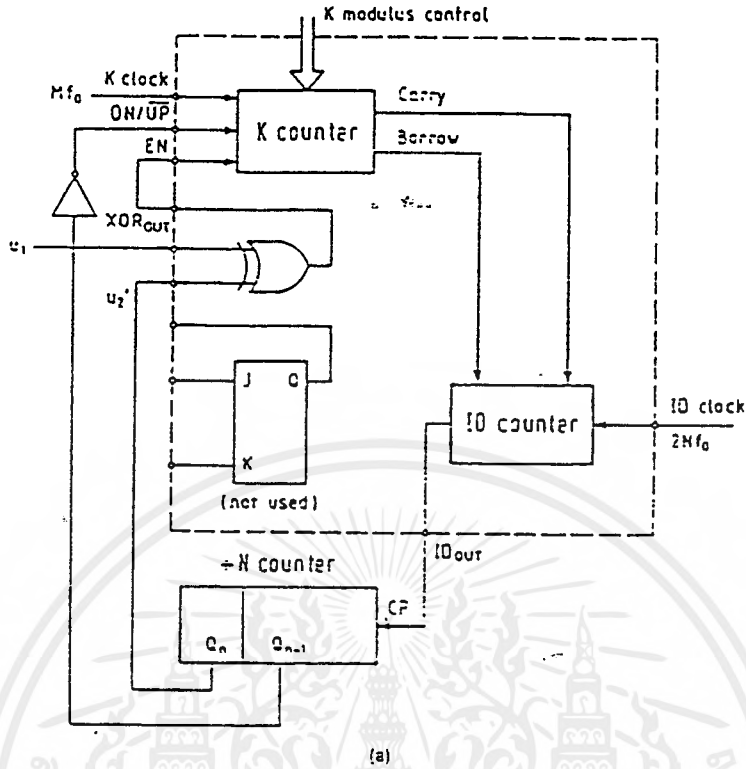 K modulus control
K clock
Mf₀
DN/U̅P̅
EN
K counter
Carry
Borrow
XOR_OUT
u₁
u₂'
J Q
K
(not used)
ID counter
ID clock
2Nf₀
ID_OUT
÷N counter
CP
Qₙ Qₙ₋₁
(a)